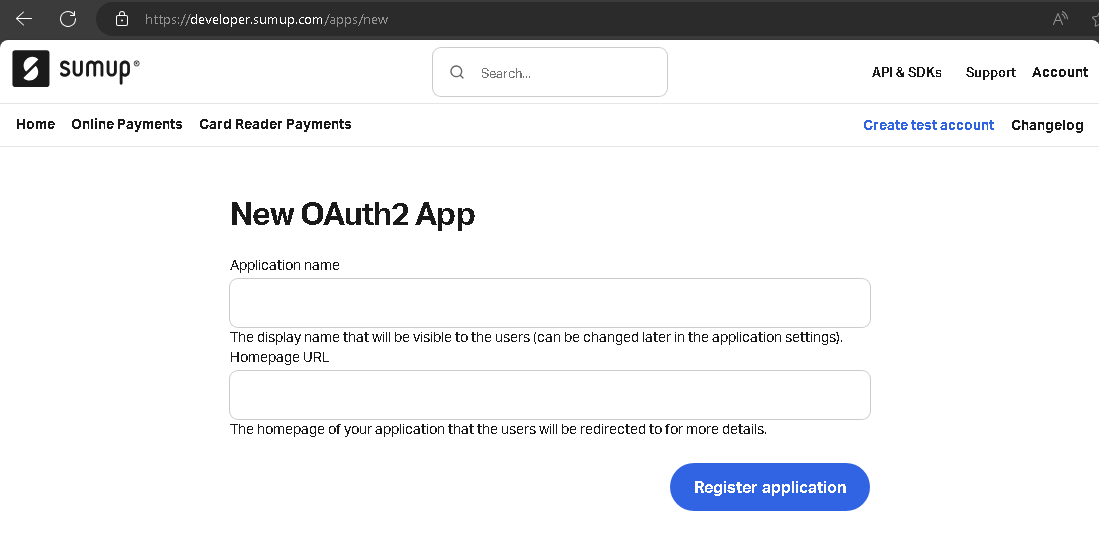 https://developer.sumup.com/apps/new
sumup®
Search...
API & SDKs Support Account
Home Online Payments Card Reader Payments
Create test account Changelog
New OAuth2 App
Application name
The display name that will be visible to the users (can be changed later in the application settings).
Homepage URL
The homepage of your application that the users will be redirected to for more details.
Register application